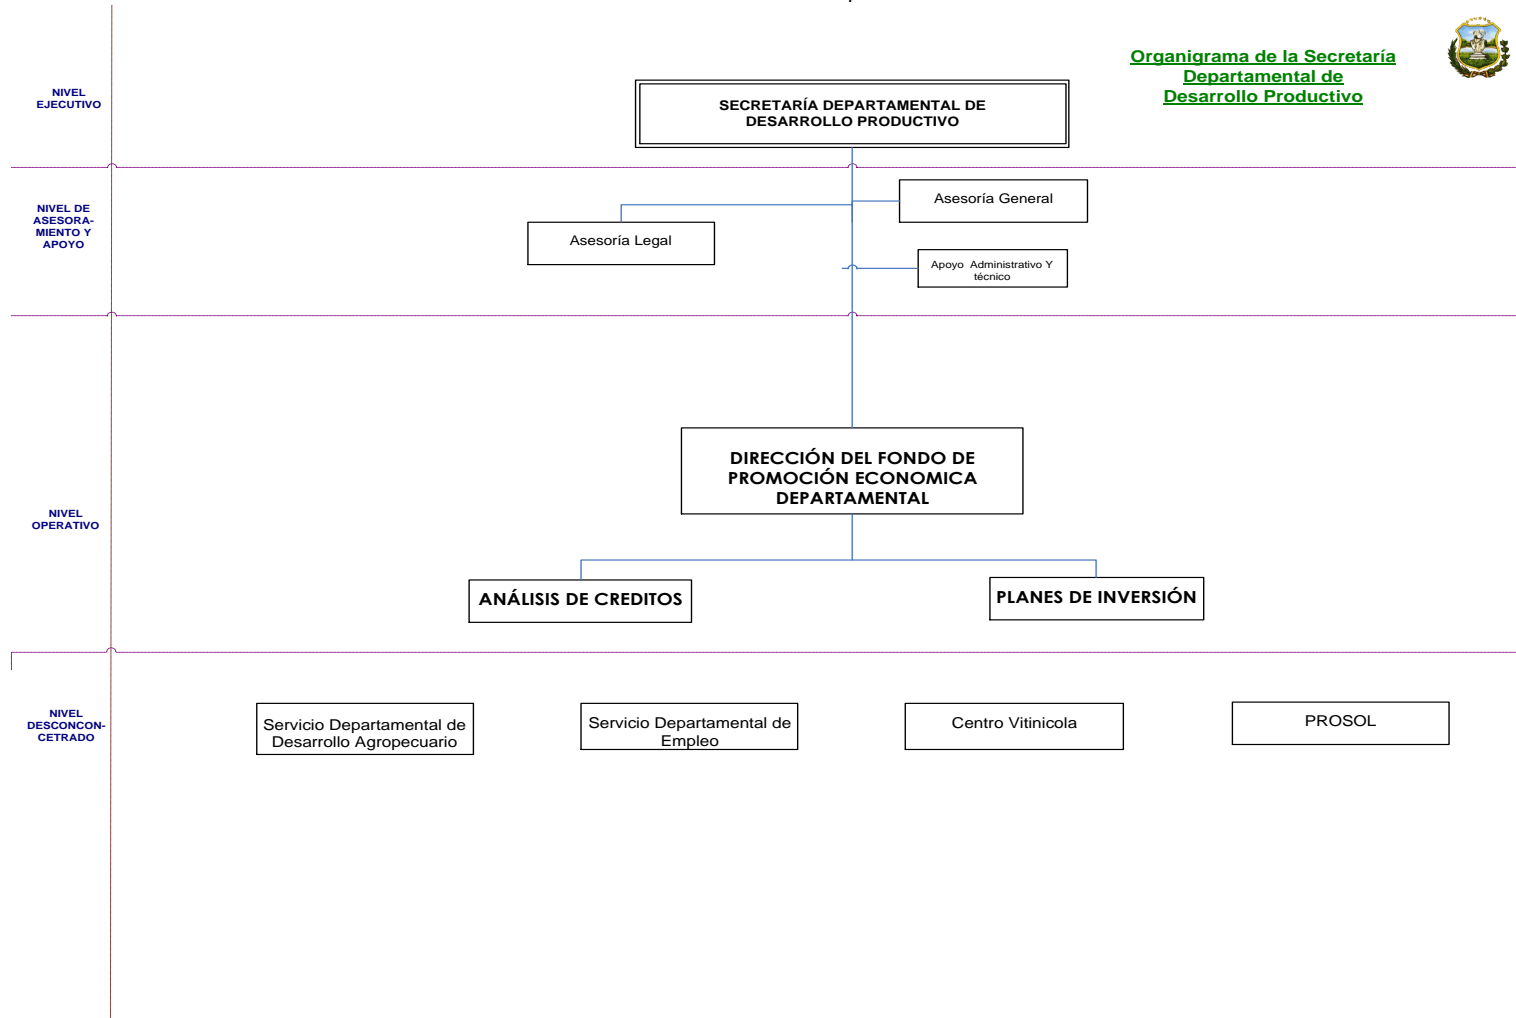 Organigrama de la Secretaría
Departamental de
Desarrollo Productivo
NIVEL
EJECUTIVO
SECRETARÍA DEPARTAMENTAL DE
DESARROLLO PRODUCTIVO
NIVEL DE
ASESORA-
MIENTO Y
APOYO
Asesoría General
Asesoría Legal
Apoyo Administrativo Y
técnico
NIVEL
OPERATIVO
DIRECCIÓN DEL FONDO DE
PROMOCIÓN ECONOMICA
DEPARTAMENTAL
ANÁLISIS DE CREDITOS
PLANES DE INVERSIÓN
NIVEL
DESCONCON-
CETRADO
Servicio Departamental de
Desarrollo Agropecuario
Servicio Departamental de
Empleo
Centro Vitinicola
PROSOL